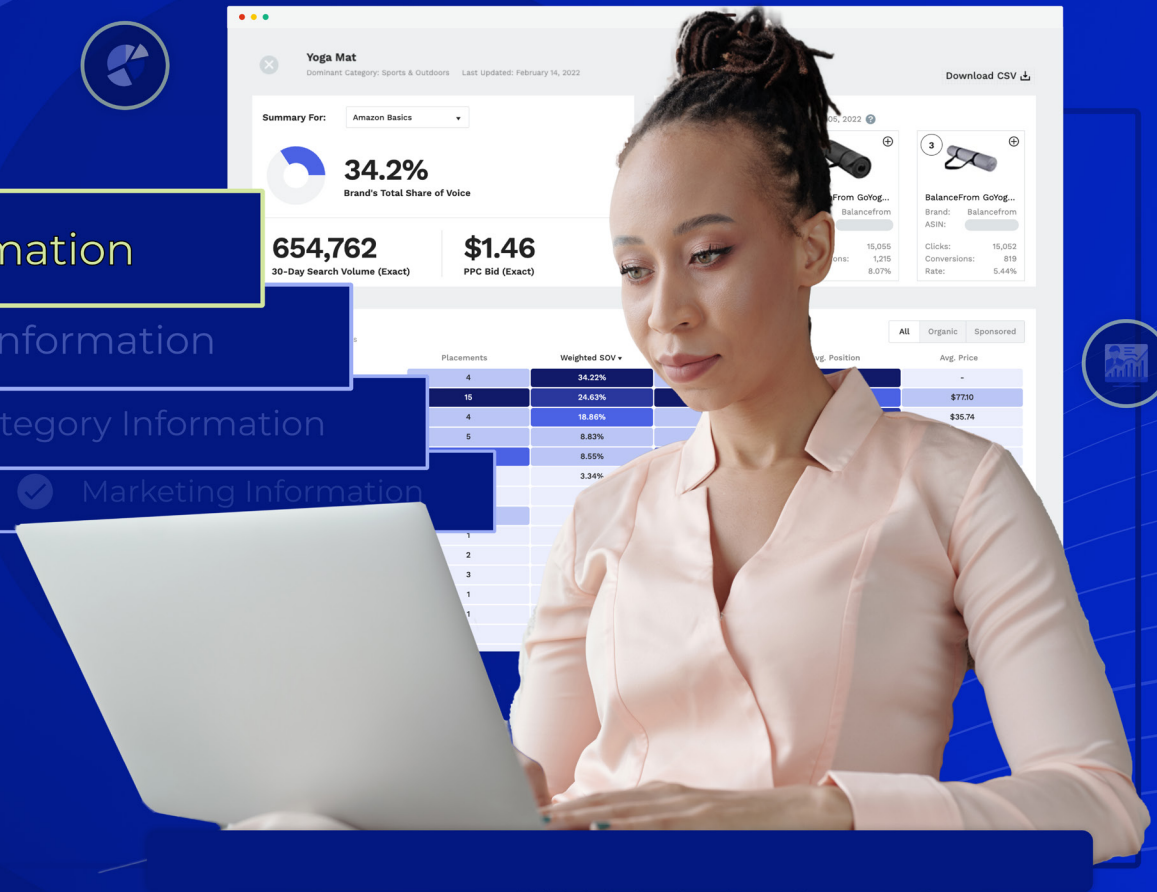 Yoga Mat
Dominant Category: Sports & Outdoors Last Updated: February 14, 2022
Download CSV
Summary For: Amazon Basics
34.2%
Brand's Total Share of Voice
654,762
30-Day Search Volume (Exact)
$1.46
PPC Bid (Exact)
05, 2022
From GoYog...
Balancefrom
15,055
ons: 1,215
8.07%
3
BalanceFrom GoYog...
Brand: Balancefrom
ASIN:
Clicks: 15,052
Conversions: 819
Rate: 5.44%
mation
nformation
tegory Information
Marketing Information
All Organic Sponsored
Placements Weighted SOV vg. Position Avg. Price
4 34.22% -
15 24.63% $77.10
4 18.86% $35.74
5 8.83%
8.55%
3.34%
1
2
3
1
1